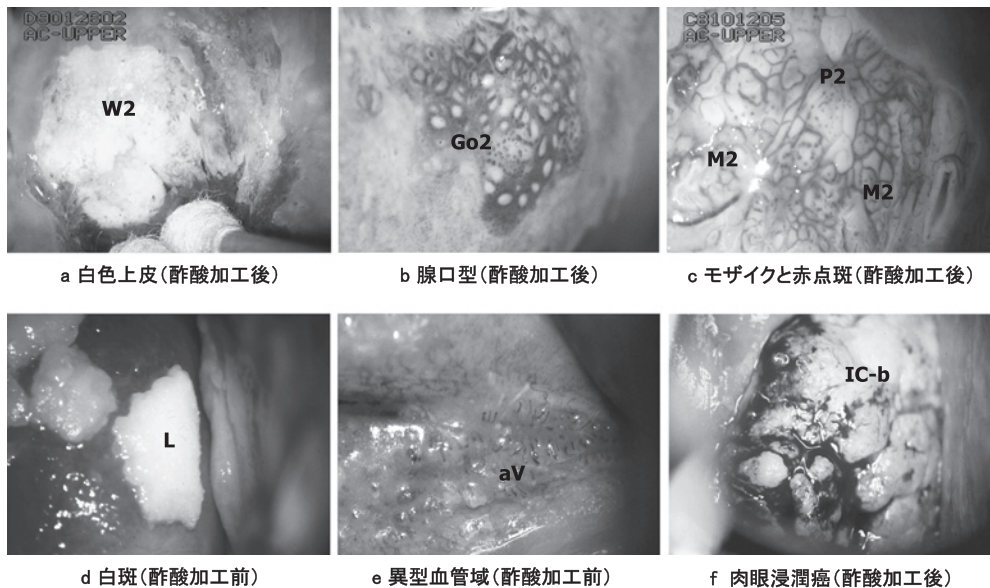 D9012802
AC-UPPER
W2
a 白色上皮（酢酸加工後）
Go2
b 腺口型（酢酸加工後）
C8101205
AC-UPPER
P2
M2
M2
c モザイクと赤点斑（酢酸加工後）
L
d 白斑（酢酸加工前）
aV
e 異型血管域（酢酸加工前）
IC-b
f 肉眼浸潤癌（酢酸加工後）